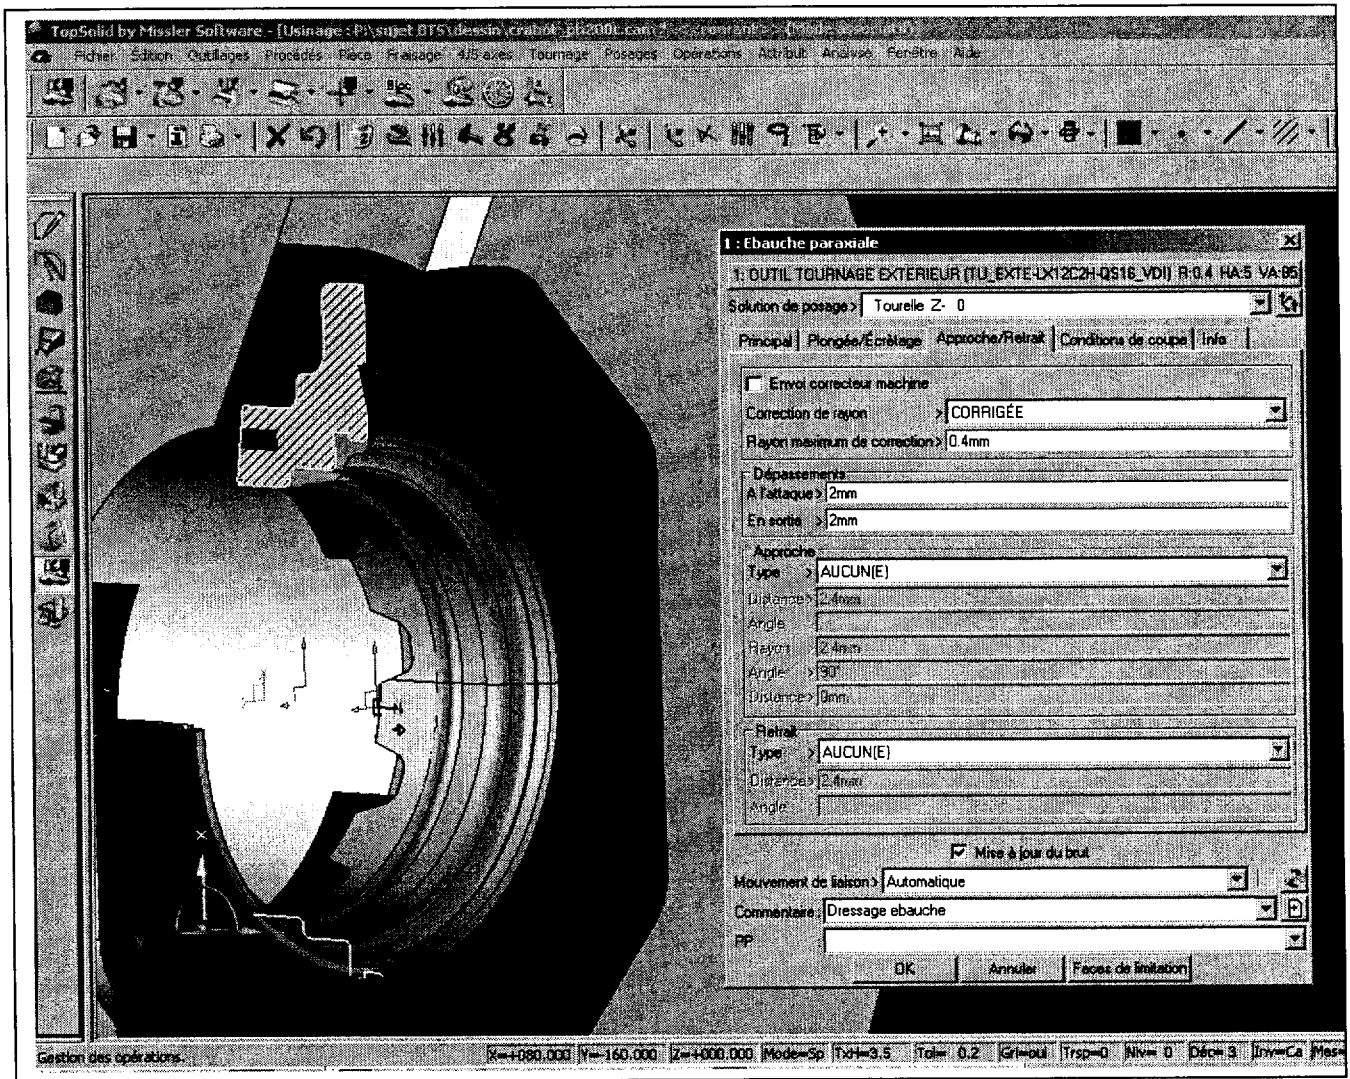 TopSolid by Missler Software - [Usinage : P:\sujet BTS\dessin\crabot_ph200t.cam
Fichier Edition Outillages Procédés Pièce Fraisage 4/5 axes Tournage Posages Opérations Attribut Analyse Fenêtre Aide
1 : Ebauche paraxiale
1: OUTIL TOURNAGE EXTERIEUR (TU_EXTE-LX12C2H-QS16_VDI) R:0.4 HA:5 VA:85
Solution de posage > Tourelle Z- 0
Principal Plongée/Ecrêtage Approche/Retrait Conditions de coupe Info
Envoi correcteur machine
Correction de rayon > CORRIGÉE
Rayon maximum de correction > 0.4mm
Dépassements
A l'attaque > 2mm
En sortie > 2mm
Approche
Type > AUCUN(E)
Distance > 2.4mm
Angle
Rayon 2.4mm
Angle > 90°
Distance > 0mm
Retrait
Type > AUCUN(E)
Distance > 2.4mm
Angle
Mise à jour du brut
Mouvement de liaison > Automatique
Commentaire : Dressage ebauche
PP
OK Annuler Faces de limitation
X
Gestion des opérations.
X=+080.000 Y=-160.000 Z=+000.000 Mode=Sp TxH=3.5 Tol= 0.2 Gri=oui Trsp=0 Niv= 0 Déc= 3 Inv=Ca Mes=